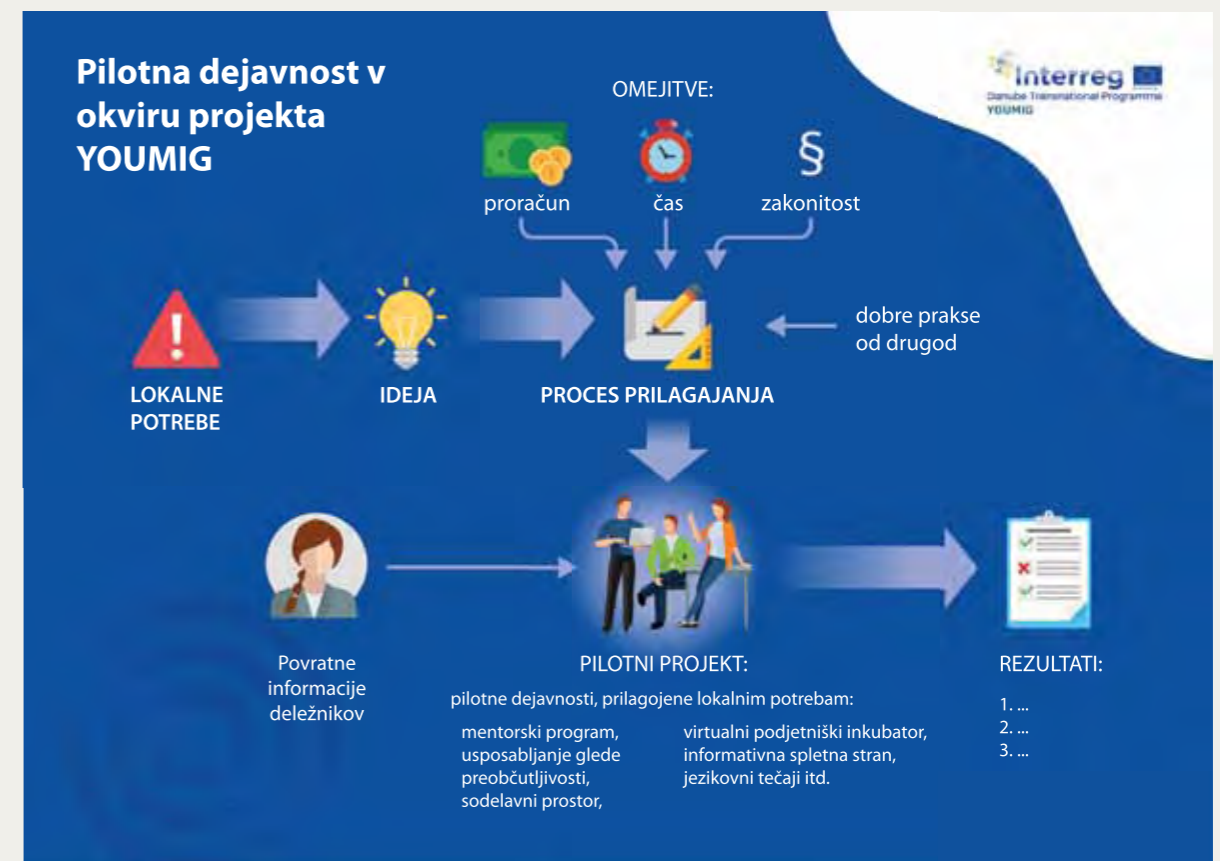 Pilotna dejavnost v
okviru projekta
YOUMIG
Interreg
Danube Transnational Programme
YOUMIG
OMEJITVE:
proračun
čas
§
zakonitost
dobre prakse
od drugod
LOKALNE
POTREBE
IDEJA
PROCES PRILAGAJANJA
Povratne
informacije
deležnikov
PILOTNI PROJEKT:
pilotne dejavnosti, prilagojene lokalnim potrebam:
mentorski program,
usposabljanje glede
preobčutljivosti,
sodelavni prostor,
virtualni podjetniški inkubator,
informativna spletna stran,
jezikovni tečaji itd.
REZULTATI:
1. ...
2. ...
3. ...